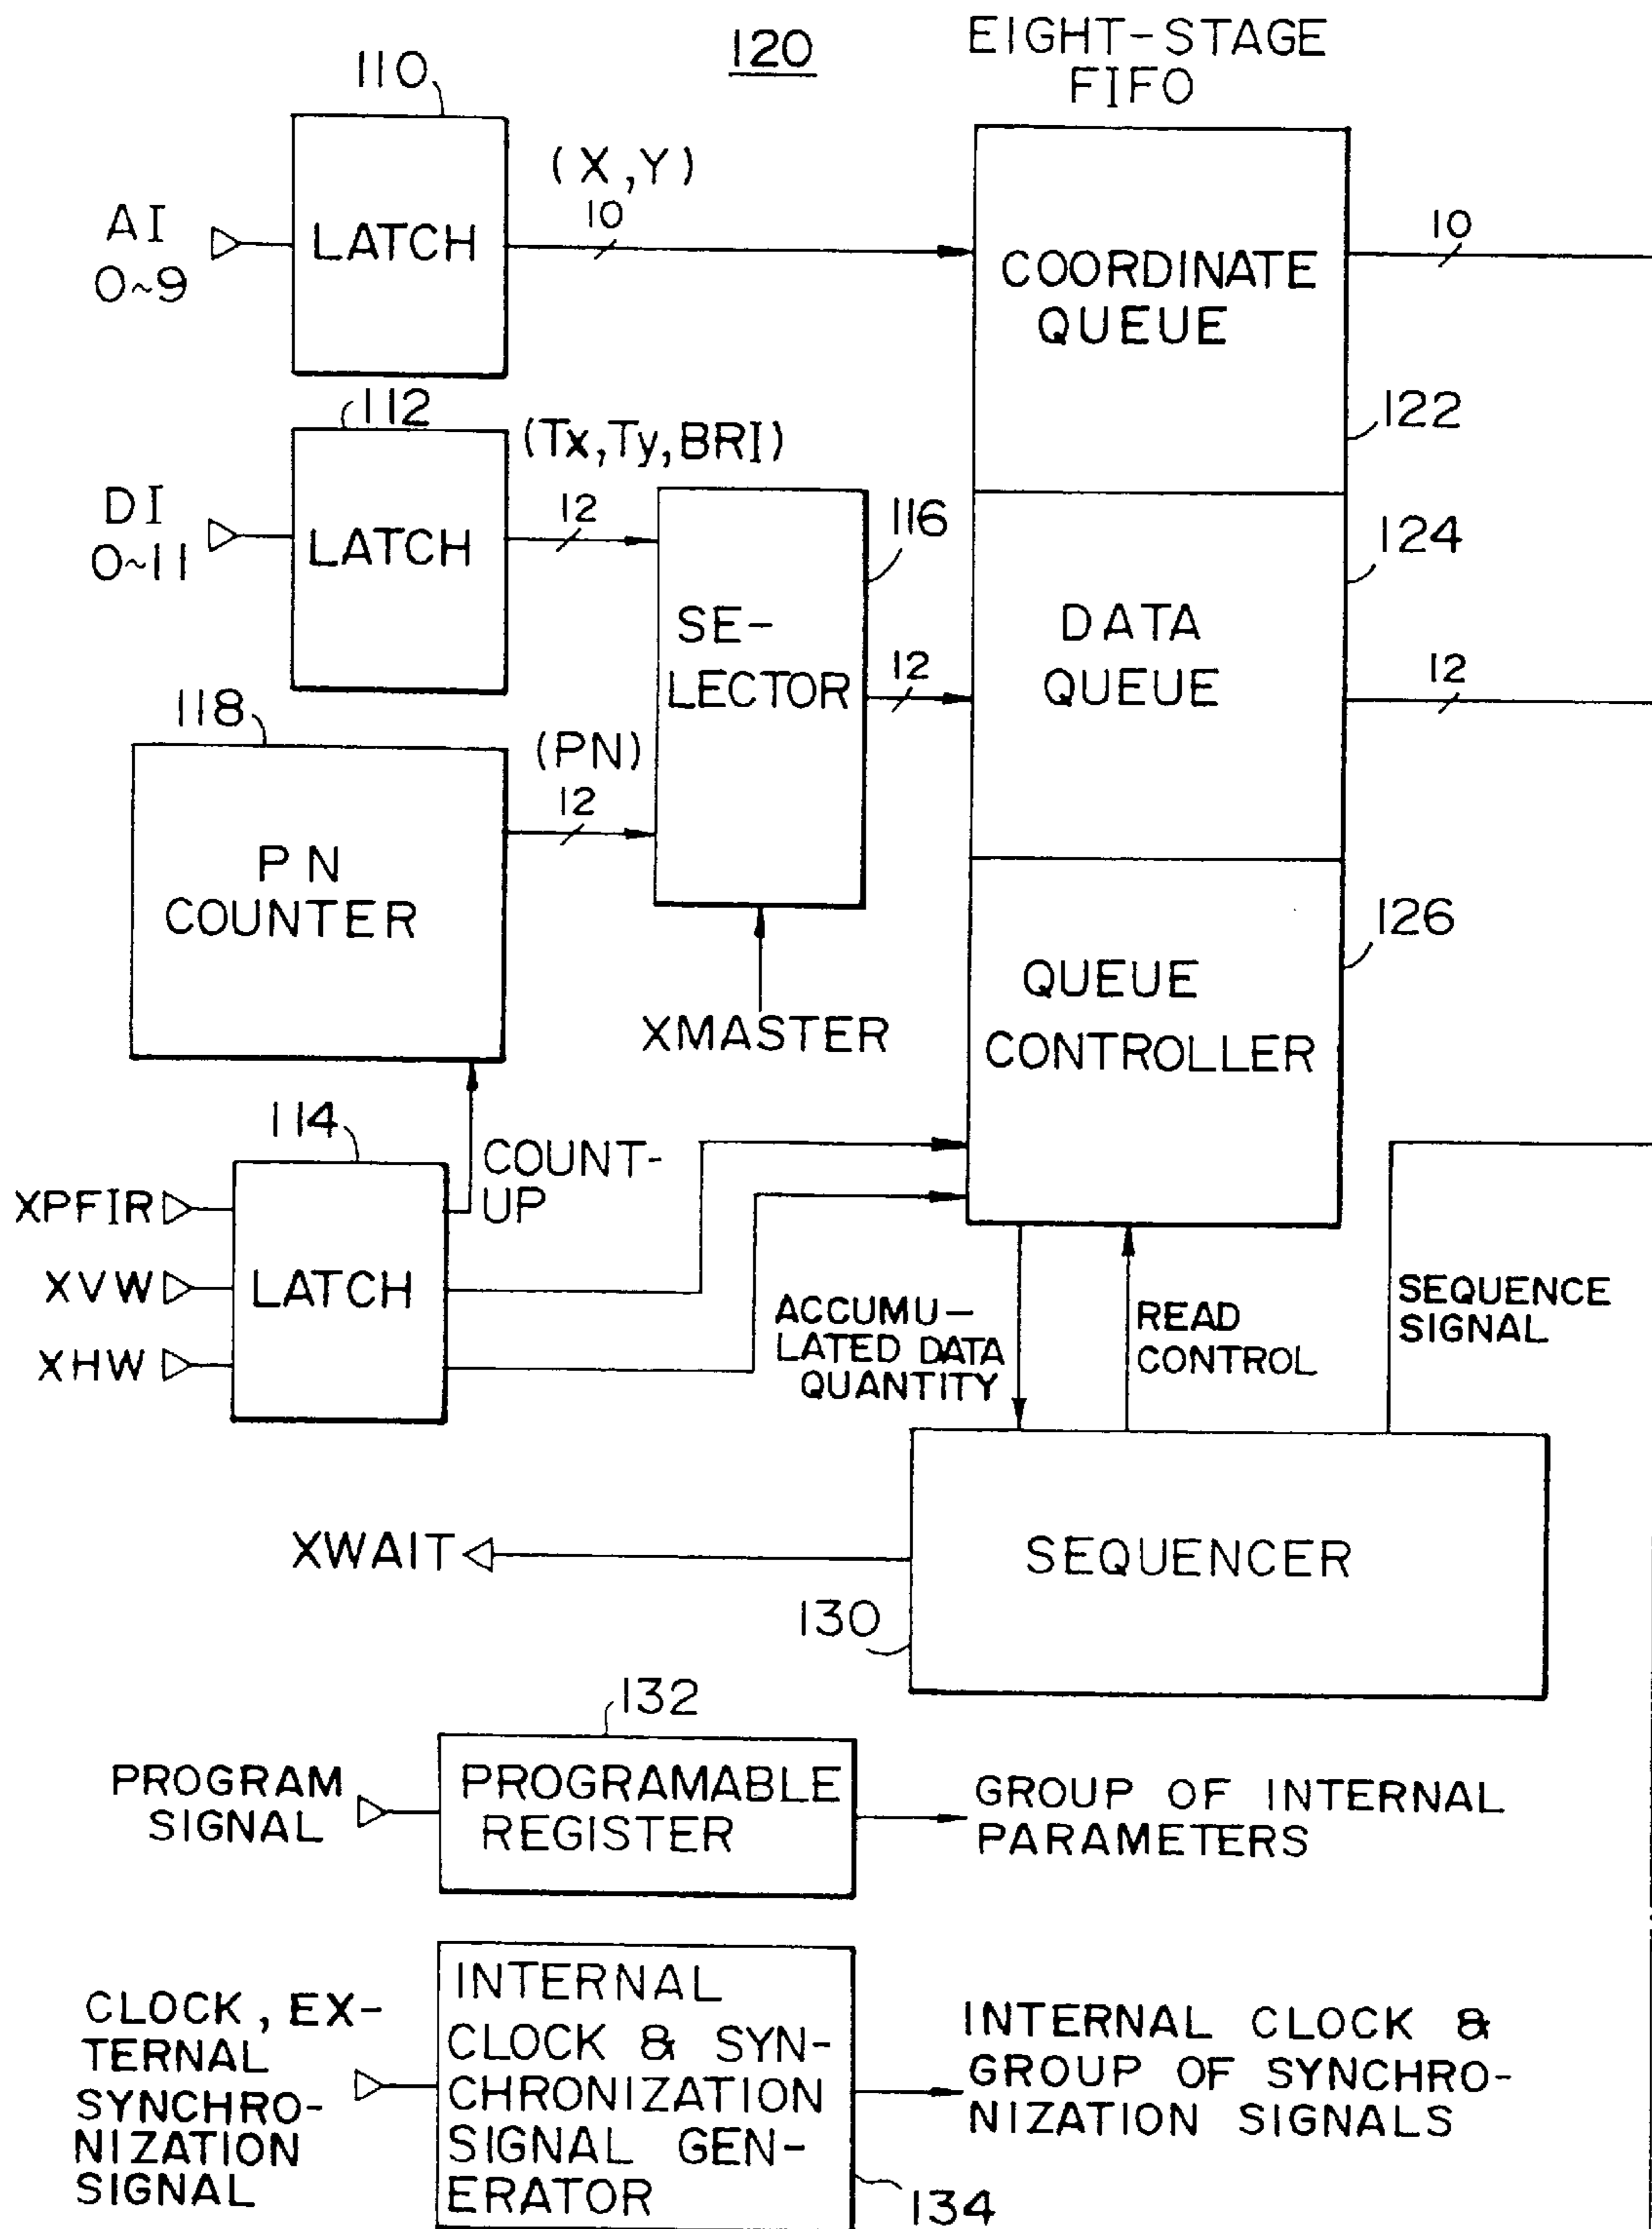 120
EIGHT-STAGE
FIFO
110
(X,Y)
10
AI
0~9
LATCH
COORDINATE
QUEUE
10
122
112
(Tx,Ty,BRI)
12
DI
0~11
LATCH
116
124
SE-
LECTOR
12
DATA
QUEUE
12
118
(PN)
12
PN
COUNTER
126
XMASTER
QUEUE
CONTROLLER
114
COUNT-
UP
XPFIR
XVW
XHW
LATCH
ACCUMU-
LATED DATA
QUANTITY
READ
CONTROL
SEQUENCE
SIGNAL
XWAIT
SEQUENCER
130
132
PROGRAM
SIGNAL
PROGRAMABLE
REGISTER
GROUP OF INTERNAL
PARAMETERS
CLOCK, EX-
TERNAL
SYNCHRO-
NIZATION
SIGNAL
INTERNAL
CLOCK & SYN-
CHRONIZATION
SIGNAL GEN-
ERATOR
INTERNAL CLOCK &
GROUP OF SYNCHRO-
NIZATION SIGNALS
134